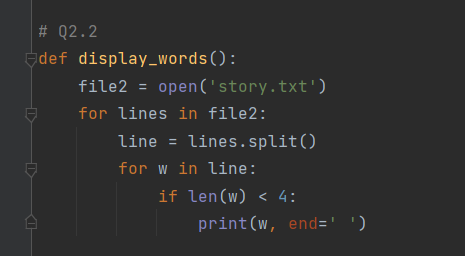 # Q2.2
def display_words():
    file2 = open('story.txt')
    for lines in file2:
        line = lines.split()
        for w in line:
            if len(w) < 4:
                print(w, end=' ')